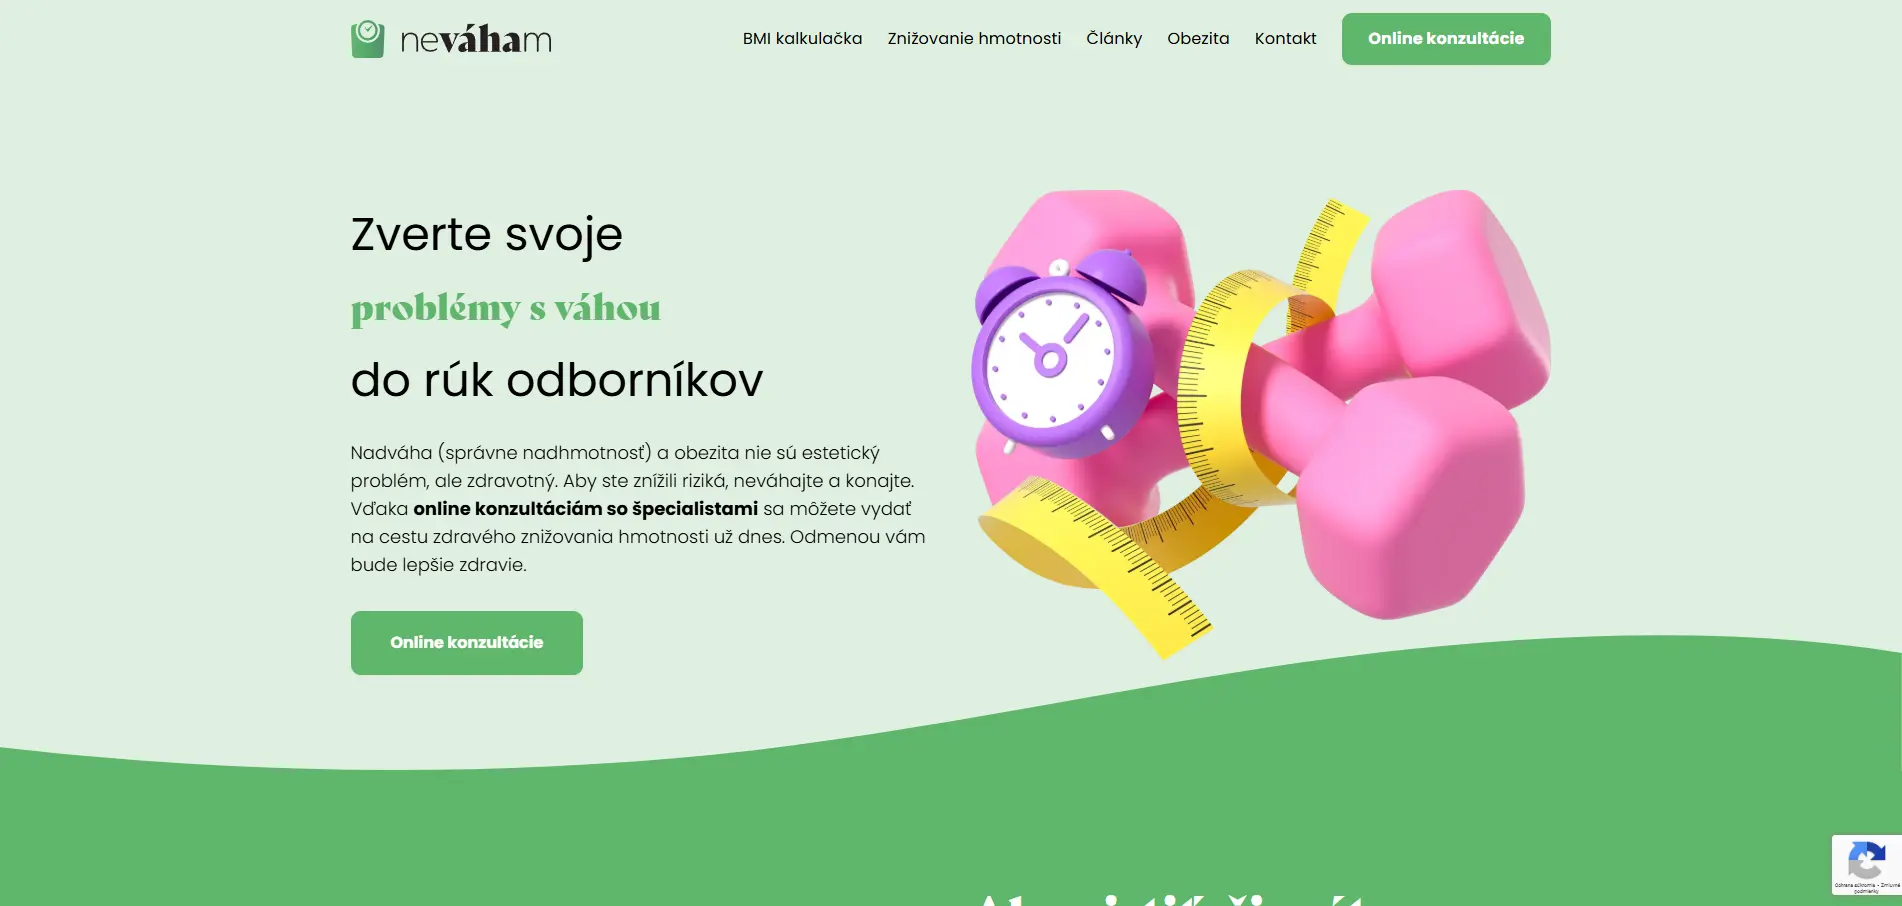 neváham
BMI kalkulačka
Znižovanie hmotnosti
Články
Obezita
Kontakt
Online konzultácie
Zverte svoje
problémy s váhou
do rúk odborníkov
Nadváha (správne nadhmotnosť) a obezita nie sú estetický
problém, ale zdravotný. Aby ste znížili riziká, neváhajte a konajte.
Vďaka online konzultáciám so špecialistami sa môžete vydať
na cestu zdravého znižovania hmotnosti už dnes. Odmenou vám
bude lepšie zdravie.
Online konzultácie
Ochrana súkromia - Zmluvné
podmienky